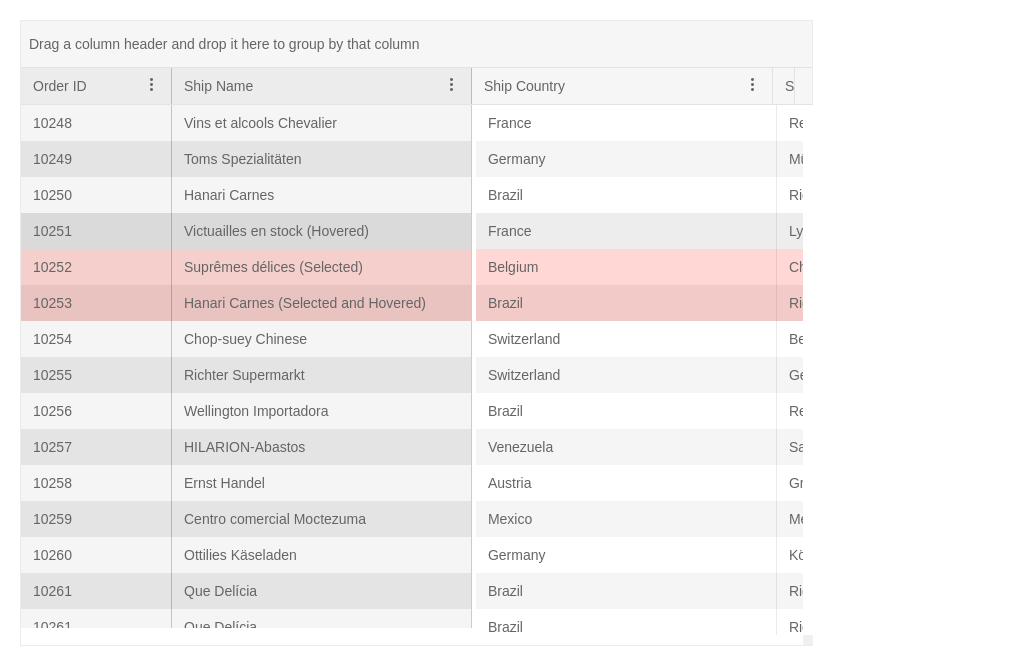 Drag a column header and drop it here to group by that column
Order ID Ship Name Ship Country S
10248 Vins et alcools Chevalier France Re
10249 Toms Spezialitäten Germany Mü
10250 Hanari Carnes Brazil Ri
10251 Victuailles en stock (Hovered) France Ly
10252 Suprêmes délices (Selected) Belgium Ch
10253 Hanari Carnes (Selected and Hovered) Brazil Ri
10254 Chop-suey Chinese Switzerland Be
10255 Richter Supermarkt Switzerland Ge
10256 Wellington Importadora Brazil Re
10257 HILARION-Abastos Venezuela Sa
10258 Ernst Handel Austria Gr
10259 Centro comercial Moctezuma Mexico Mé
10260 Ottilies Käseladen Germany Kö
10261 Que Delícia Brazil Ri
10261 Que Delícia Brazil Ri